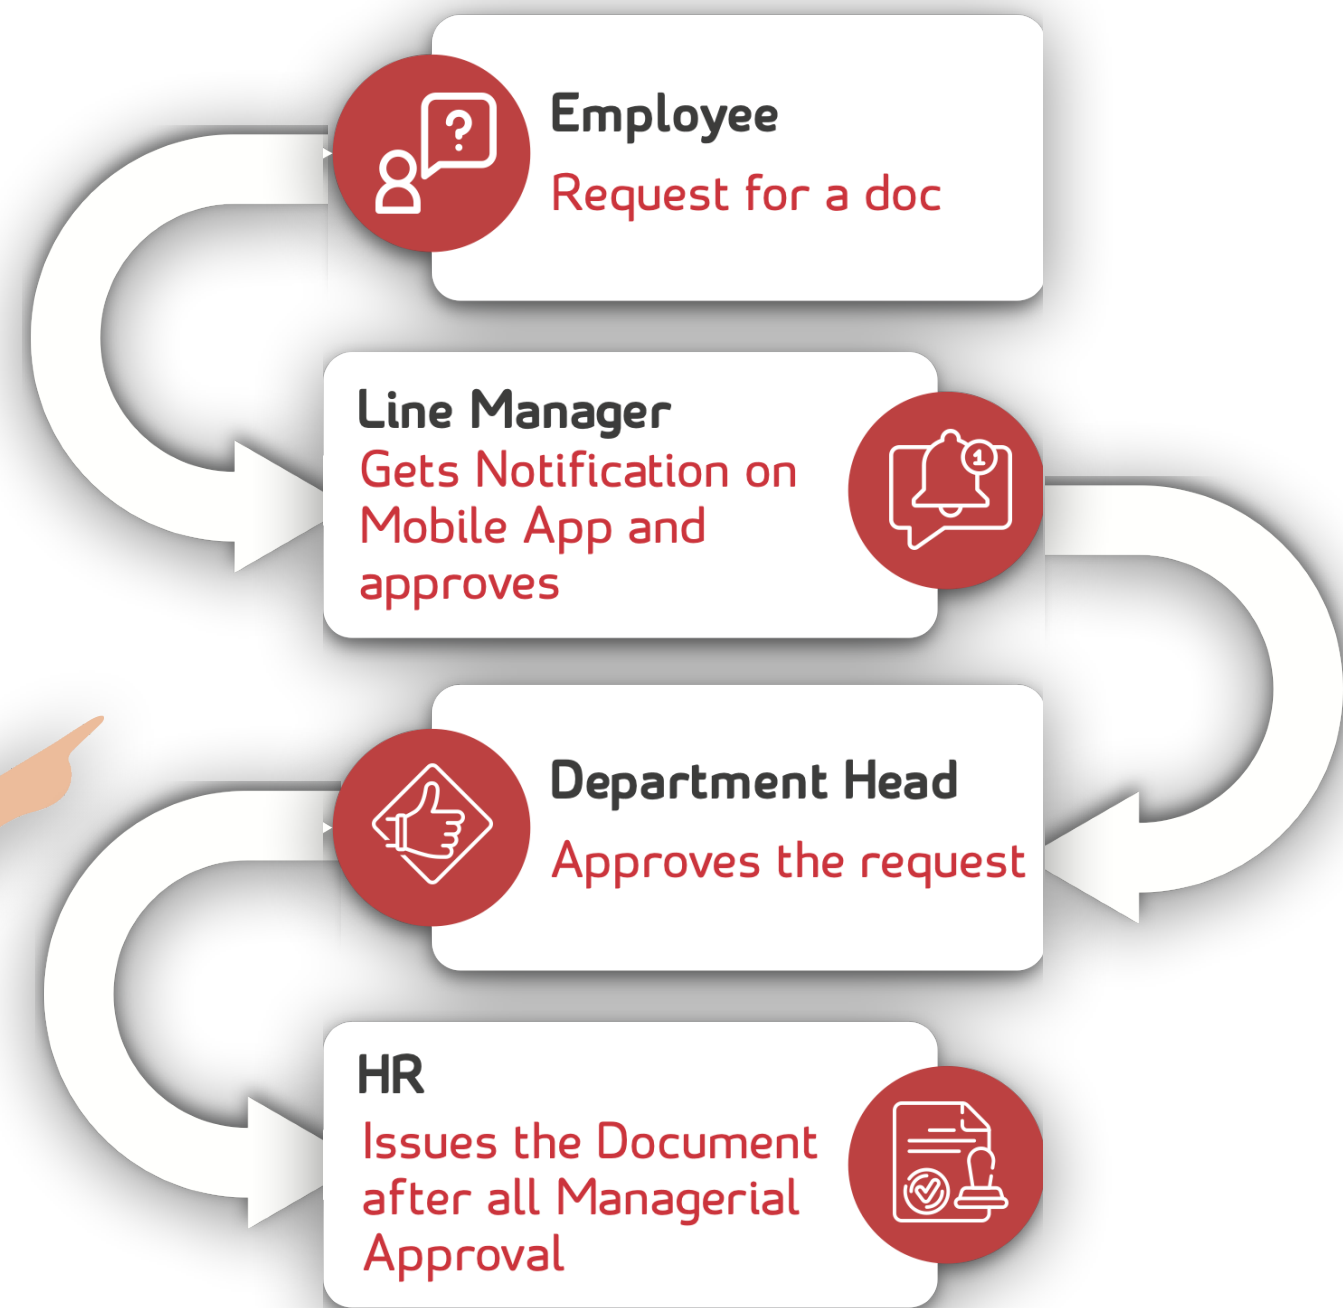 ?
Employee
Request for a doc
Line Manager
Gets Notification on
Mobile App and
approves
1
Department Head
Approves the request
HR
Issues the Document
after all Managerial
Approval